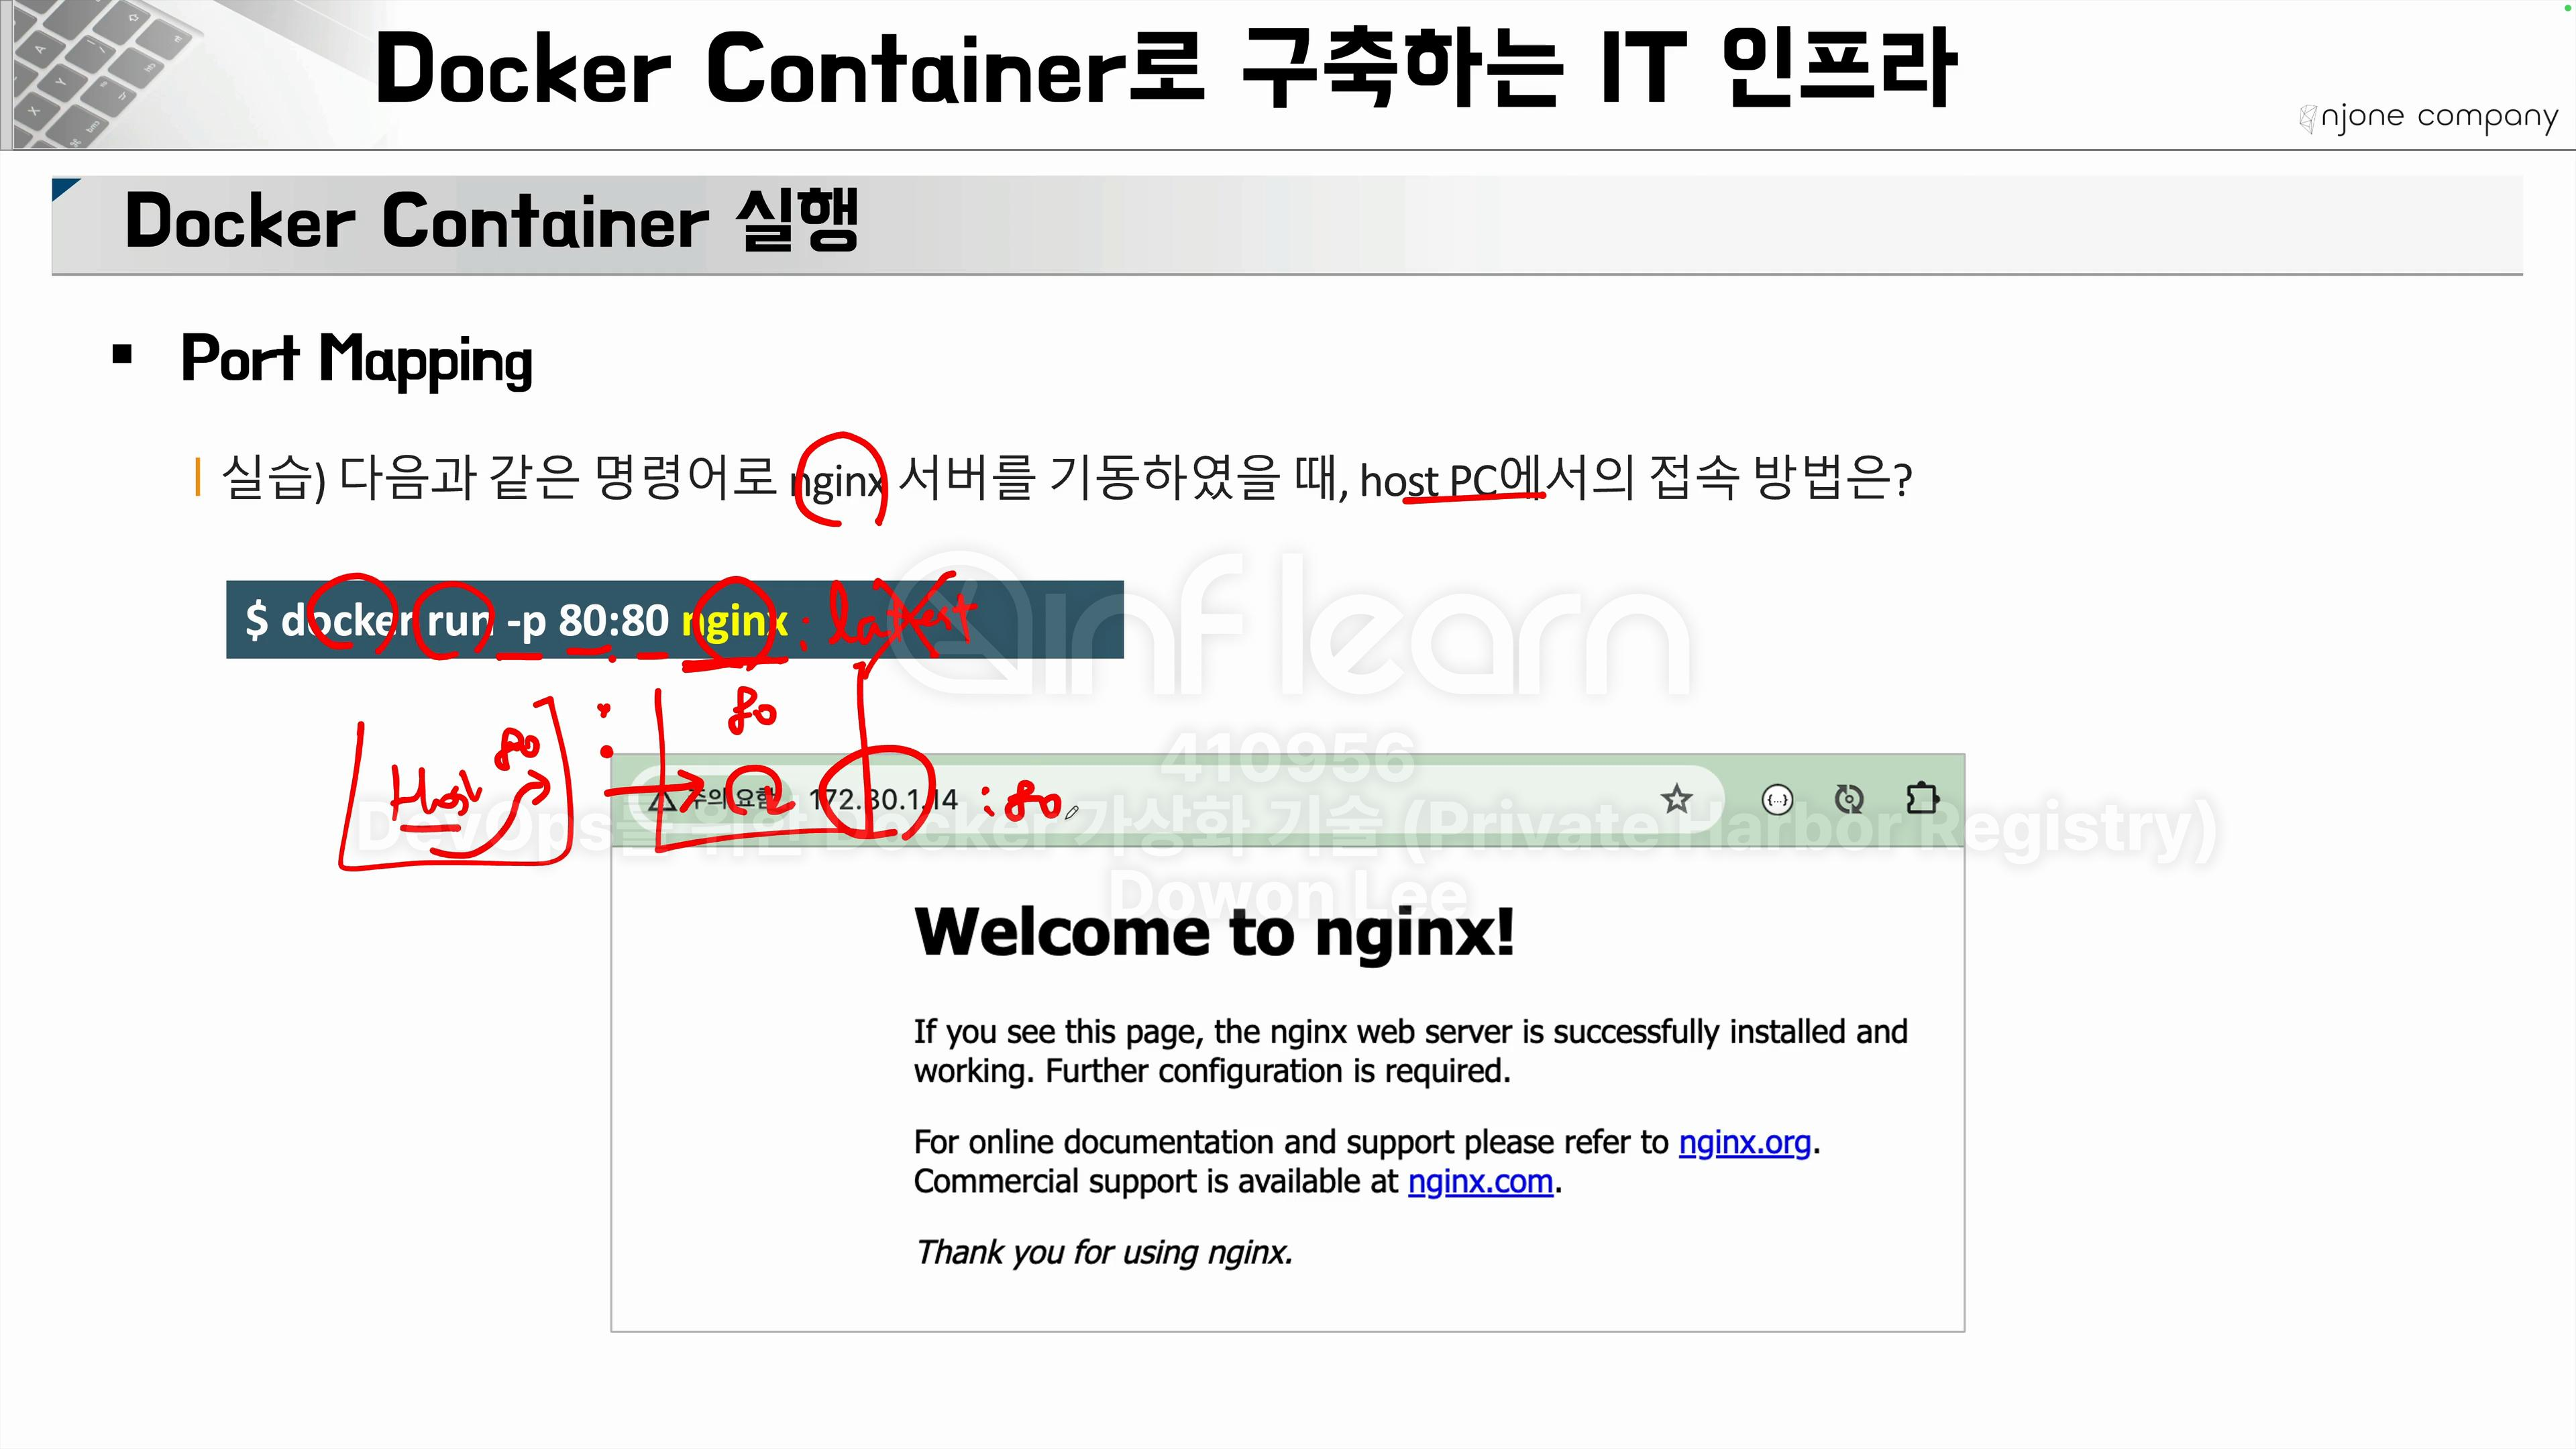 Docker Container로 구축하는 IT 인프라
njone company
Docker Container 실행
▪ Port Mapping
실습) 다음과 같은 명령어로 nginx 서버를 기동하였을 때, host PC에서의 접속 방법은?
$ docker run -p 80:80 nginx : latest
inflearn
80
80
Host
410956
주의 요함 172.30.1.14 : 80
DevOps를 위한 Docker 가상화 기술 (Private Harbor Registry)
Dowon Lee
Welcome to nginx!
If you see this page, the nginx web server is successfully installed and
working. Further configuration is required.
For online documentation and support please refer to nginx.org.
Commercial support is available at nginx.com.
Thank you for using nginx.